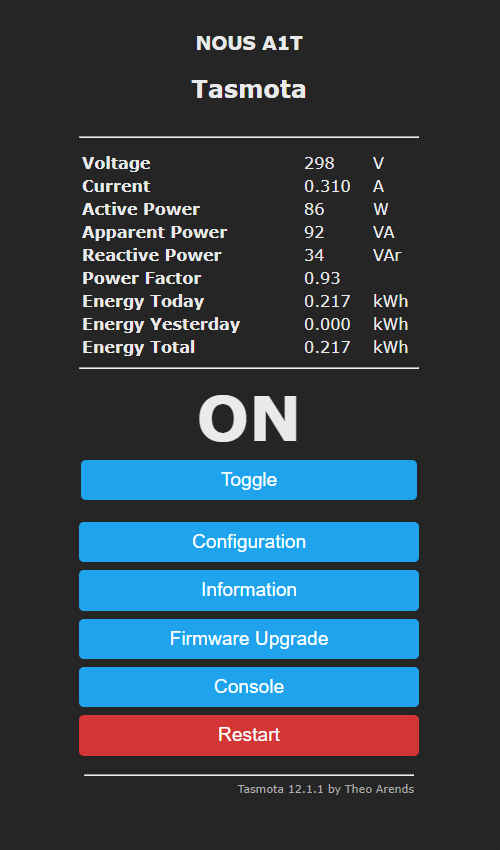 NOUS A1T
Tasmota
Voltage 298 V
Current 0.310 A
Active Power 86 W
Apparent Power 92 VA
Reactive Power 34 VAr
Power Factor 0.93
Energy Today 0.217 kWh
Energy Yesterday 0.000 kWh
Energy Total 0.217 kWh
ON
Toggle
Configuration
Information
Firmware Upgrade
Console
Restart
Tasmota 12.1.1 by Theo Arends